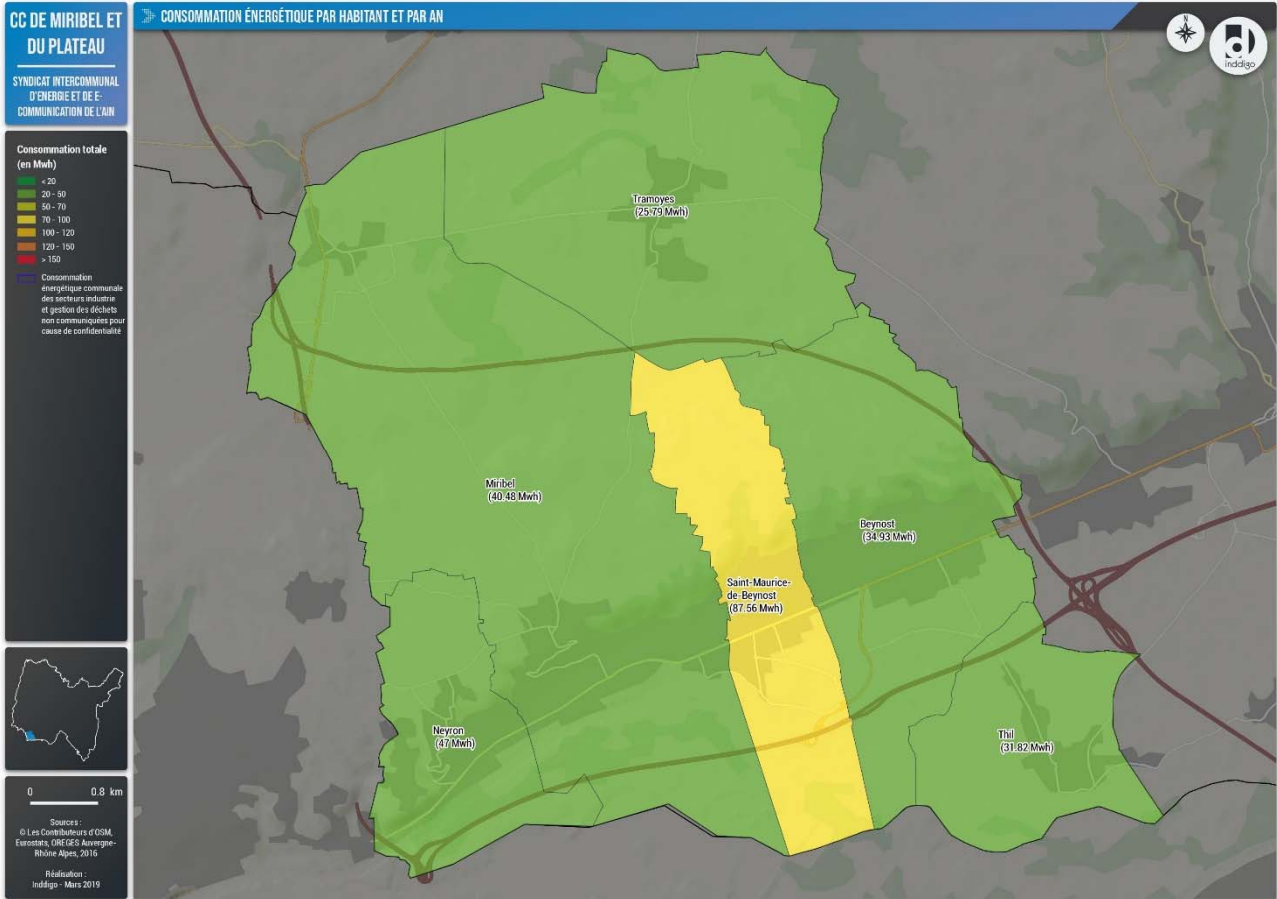 CC DE MIRIBEL ET
DU PLATEAU
SYNDICAT INTERCOMMUNAL
D'ENERGIE ET DE E-
COMMUNICATION DE L'AIN
CONSOMMATION ÉNERGÉTIQUE PAR HABITANT ET PAR AN
N
inddigo
Consommation totale
(en Mwh)
< 20
20 - 50
50 - 70
70 - 100
100 - 120
120 - 150
> 150
Consommation
énergétique communale
des secteurs industrie
et gestion des déchets
non communiquées pour
cause de confidentialité
Tramoyes
(25.79 Mwh)
Miribel
(40.48 Mwh)
Beynost
(34.93 Mwh)
Saint-Maurice-
de-Beynost
(87.56 Mwh)
Neyron
(47 Mwh)
Thil
(31.82 Mwh)
0 0.8 km
Sources :
© Les Contributeurs d'OSM,
Eurostats, OREGES Auvergne-
Rhône Alpes, 2016
Réalisation :
Inddigo - Mars 2019